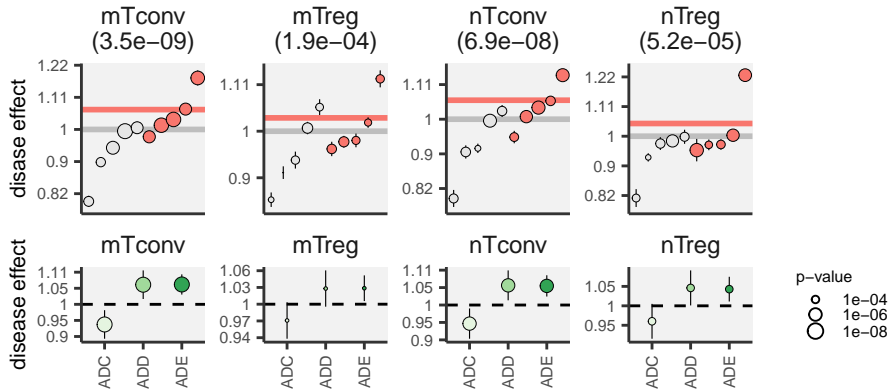 mTconv
(3.5e−09)
mTreg
(1.9e−04)
nTconv
(6.9e−08)
nTreg
(5.2e−05)
disase effect
1.22
1.11
1
0.9
0.82
1.11
1
0.9
1.11
1
0.9
0.82
1.22
1.11
1
0.9
0.82
mTconv
mTreg
nTconv
nTreg
disease effect
1.11
1.05
1
0.95
0.9
1.06
1.03
1
0.97
0.94
1.11
1.05
1
0.95
0.9
1.05
1
0.95
ADC
ADD
ADE
ADC
ADD
ADE
ADC
ADD
ADE
ADC
ADD
ADE
p−value
1e−04
1e−06
1e−08